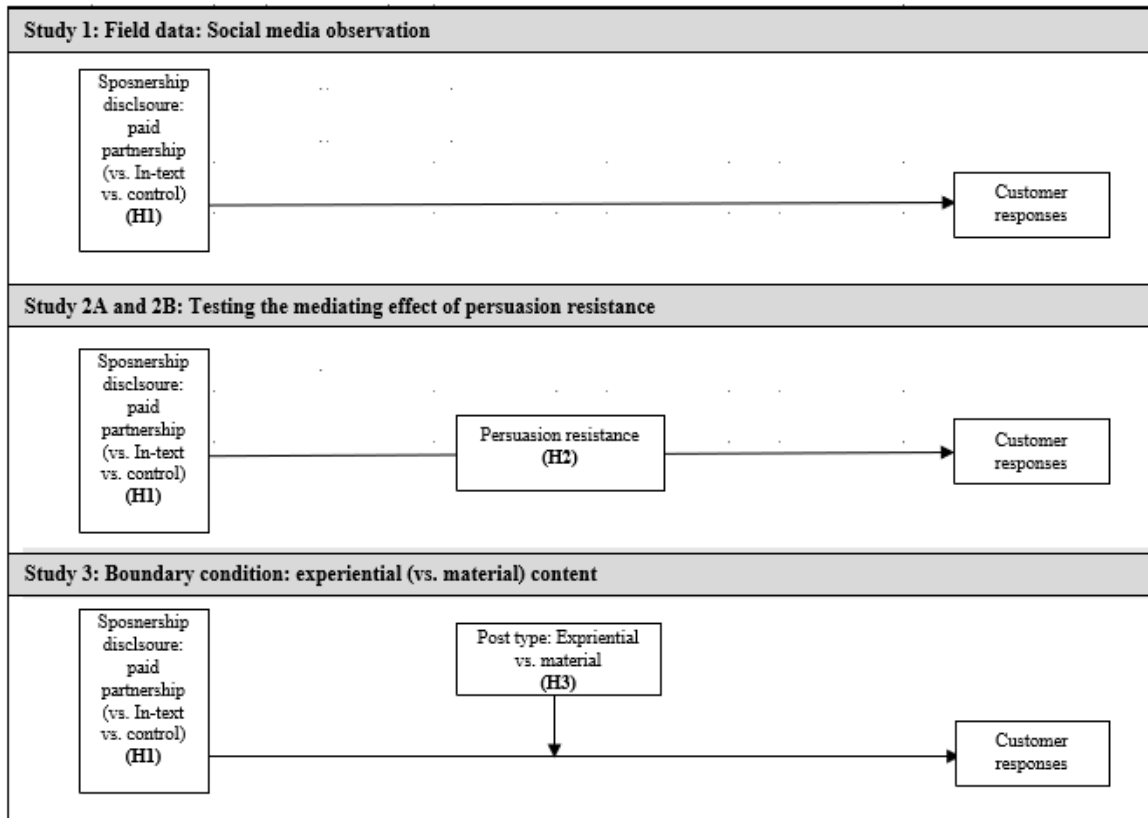 Study 1: Field data: Social media observation
Sposnership
disclsoure:
paid
partnership
(vs. In-text
vs. control)
(H1)
Customer
responses
Study 2A and 2B: Testing the mediating effect of persuasion resistance
Sposnership
disclsoure:
paid
partnership
(vs. In-text
vs. control)
(H1)
Persuasion resistance
(H2)
Customer
responses
Study 3: Boundary condition: experiential (vs. material) content
Sposnership
disclsoure:
paid
partnership
(vs. In-text
vs. control)
(H1)
Post type: Expriential
vs. material
(H3)
Customer
responses